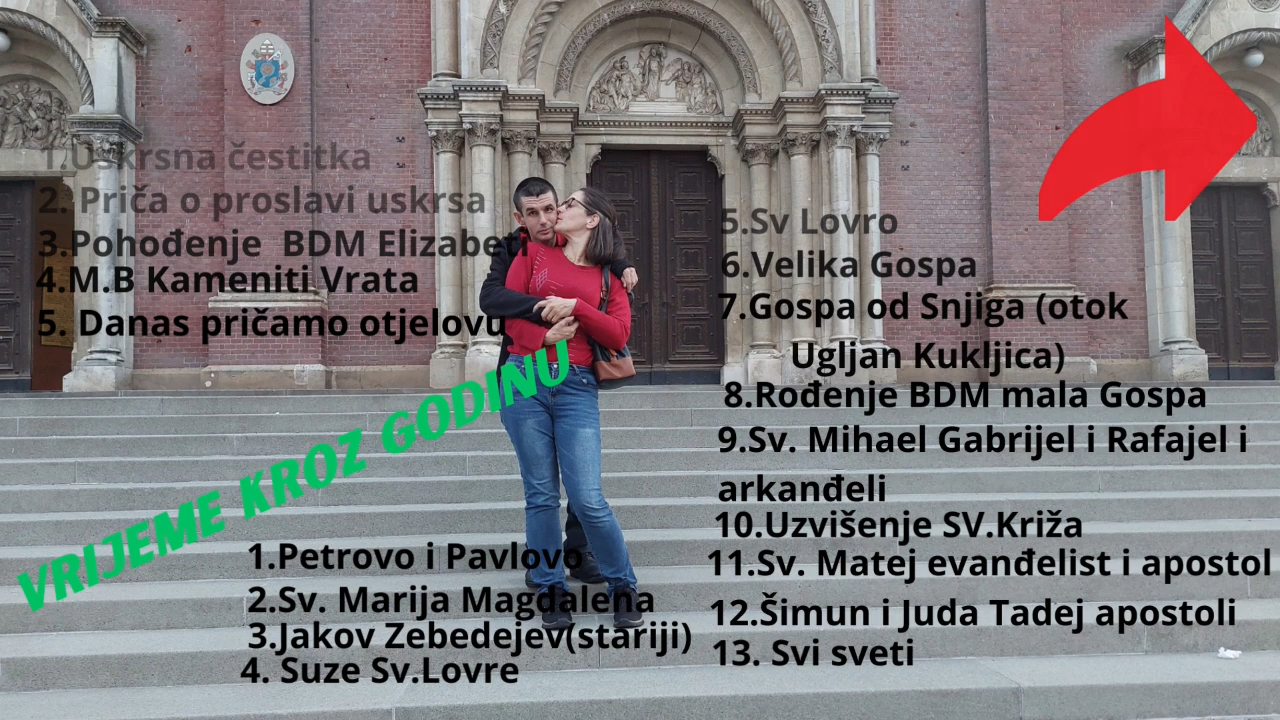 1.Uskrsna čestitka
2. Priča o proslavi uskrsa
3.Pohođenje BDM Elizabeti
4.M.B Kameniti Vrata
5. Danas pričamo otjelovu
VRIJEME KROZ GODINU
1.Petrovo i Pavlovo
2.Sv. Marija Magdalena
3.Jakov Zebedejev(stariji)
4. Suze Sv.Lovre
5.Sv Lovro
6.Velika Gospa
7.Gospa od Snjiga (otok
Ugljan Kukljica)
8.Rođenje BDM mala Gospa
9.Sv. Mihael Gabrijel i Rafajel i
arkanđeli
10.Uzvišenje SV.Križa
11.Sv. Matej evanđelist i apostol
12.Šimun i Juda Tadej apostoli
13. Svi sveti